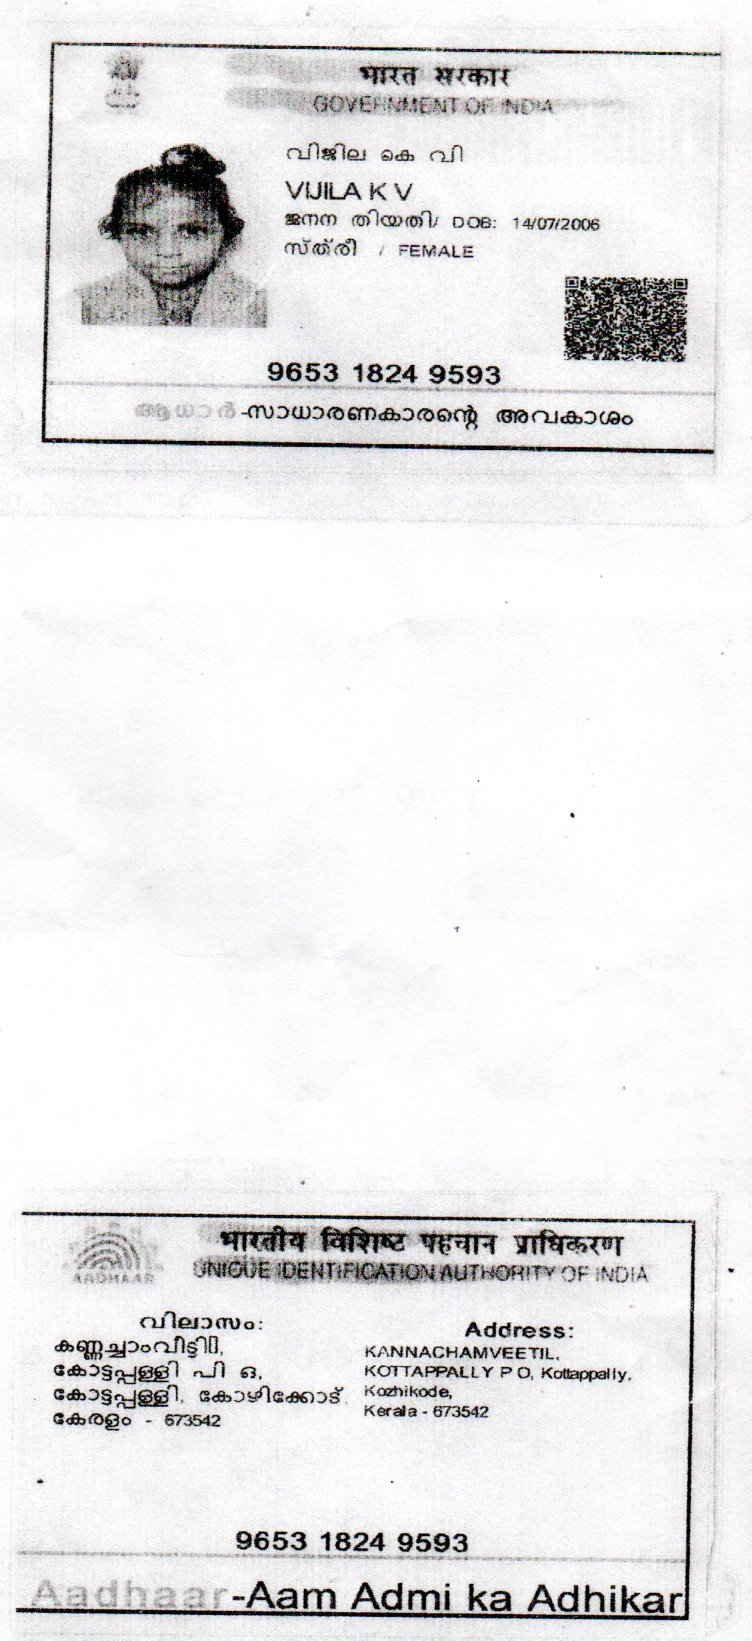 भारत सरकार
GOVERNMENT OF INDIA
വിജില കെ വി
VIJILA K V
ജനന തിയതി/ DOB: 14/07/2006
സ്ത്രീ / FEMALE
9653 1824 9593
ആധാർ-സാധാരണകാരന്റെ അവകാശം
भारतीय विशिष्ट पहचान प्राधिकरण
AADHAAR
UNIQUE IDENTIFICATION AUTHORITY OF INDIA
വിലാസം:
കണ്ണച്ചാംവീട്ടി▯,
കോട്ടപ്പള്ളി പി ഒ,
കോട്ടപ്പള്ളി, കോഴിക്കോട്,
കേരളം - 673542
Address:
KANNACHAMVEETIL,
KOTTAPPALLY P O, Kottappally,
Kozhikode,
Kerala - 673542
9653 1824 9593
Aadhaar-Aam Admi ka Adhikar